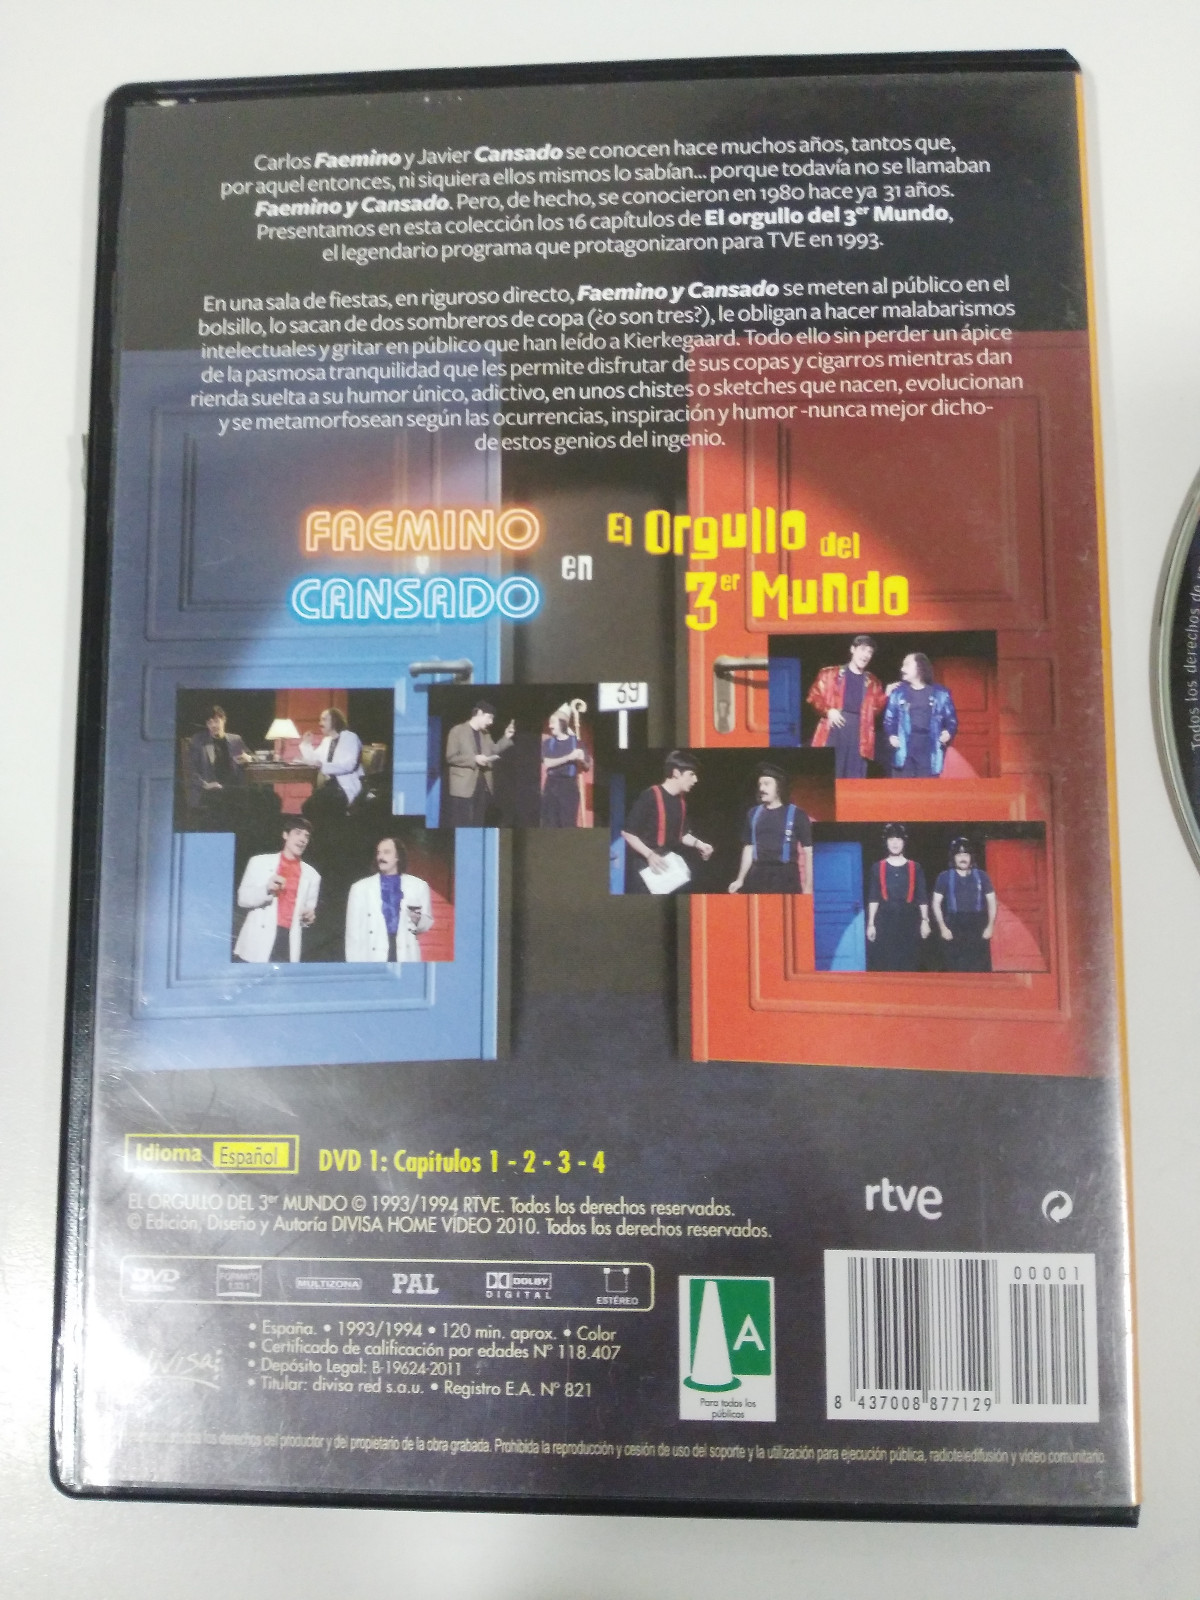 Carlos Faemino y Javier Cansado se conocen hace muchos años, tantos que,
por aquel entonces, ni siquiera ellos mismos lo sabían... porque todavía no se llamaban
Faemino y Cansado. Pero, de hecho, se conocieron en 1980 hace ya 31 años.
Presentamos en esta colección los 16 capítulos de El orgullo del 3er Mundo,
el legendario programa que protagonizaron para TVE en 1993.
En una sala de fiestas, en riguroso directo, Faemino y Cansado se meten al público en el
bolsillo, lo sacan de dos sombreros de copa (¿o son tres?), le obligan a hacer malabarismos
intelectuales y gritar en público que han leído a Kierkegaard. Todo ello sin perder un ápice
de la pasmosa tranquilidad que les permite disfrutar de sus copas y cigarros mientras dan
rienda suelta a su humor único, adictivo, en unos chistes o sketches que nacen, evolucionan
y se metamorfosean según las ocurrencias, inspiración y humor -nunca mejor dicho-
de estos genios del ingenio.
FAEMINO
y
CANSADO
en
El Orgullo del
3er Mundo
39
Idioma Español
DVD 1: Capítulos 1 - 2 - 3 - 4
EL ORGULLO DEL 3er MUNDO © 1993/1994 RTVE. Todos los derechos reservados.
© Edición, Diseño y Autoría DIVISA HOME VIDEO 2010. Todos los derechos reservados.
rtve
DVD
FORMATO
MULTIZONA
PAL
DOLBY
DIGITAL
ESTÉREO
• España. • 1993/1994 • 120 min. aprox. • Color
• Certificado de calificación por edades Nº 118.407
• Depósito Legal: B-19624-2011
• Titular: divisa red s.a.u. • Registro E.A. Nº 821
divisa
A
Para todos los
públicos
00001
8 437008 877129
los derechos del productor y del propietario de la obra grabada. Prohibida la reproducción y cesión de uso del soporte y la utilización para ejecución pública, radioteledifusión y vídeo comunitario.
Todos los derechos de